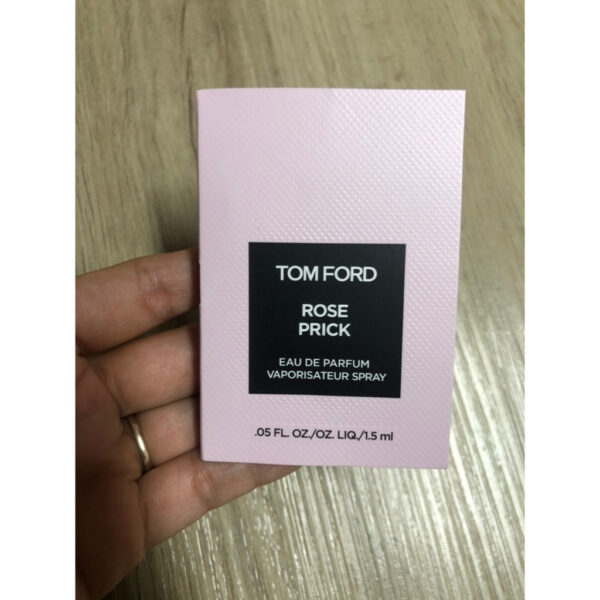 TOM FORD
ROSE
PRICK
EAU DE PARFUM
VAPORISATEUR SPRAY
.05 FL. OZ./OZ. LIQ./1.5 ml